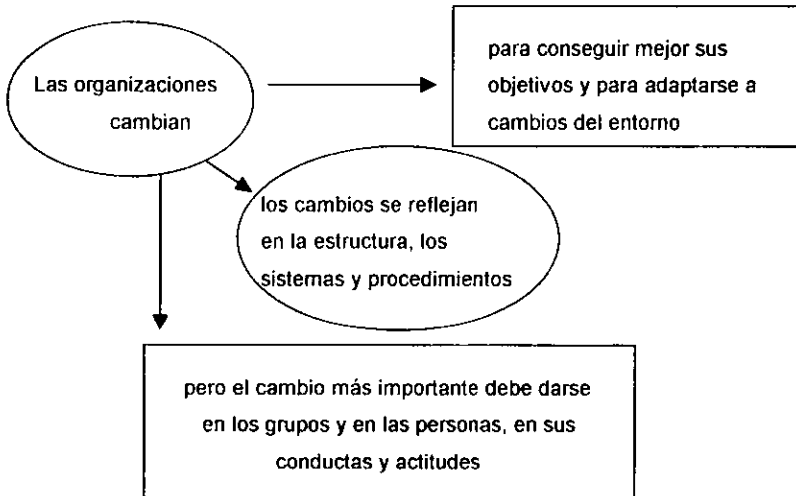 Las organizaciones
cambian
para conseguir mejor sus
objetivos y para adaptarse a
cambios del entorno
los cambios se reflejan
en la estructura, los
sistemas y procedimientos
pero el cambio más importante debe darse
en los grupos y en las personas, en sus
conductas y actitudes